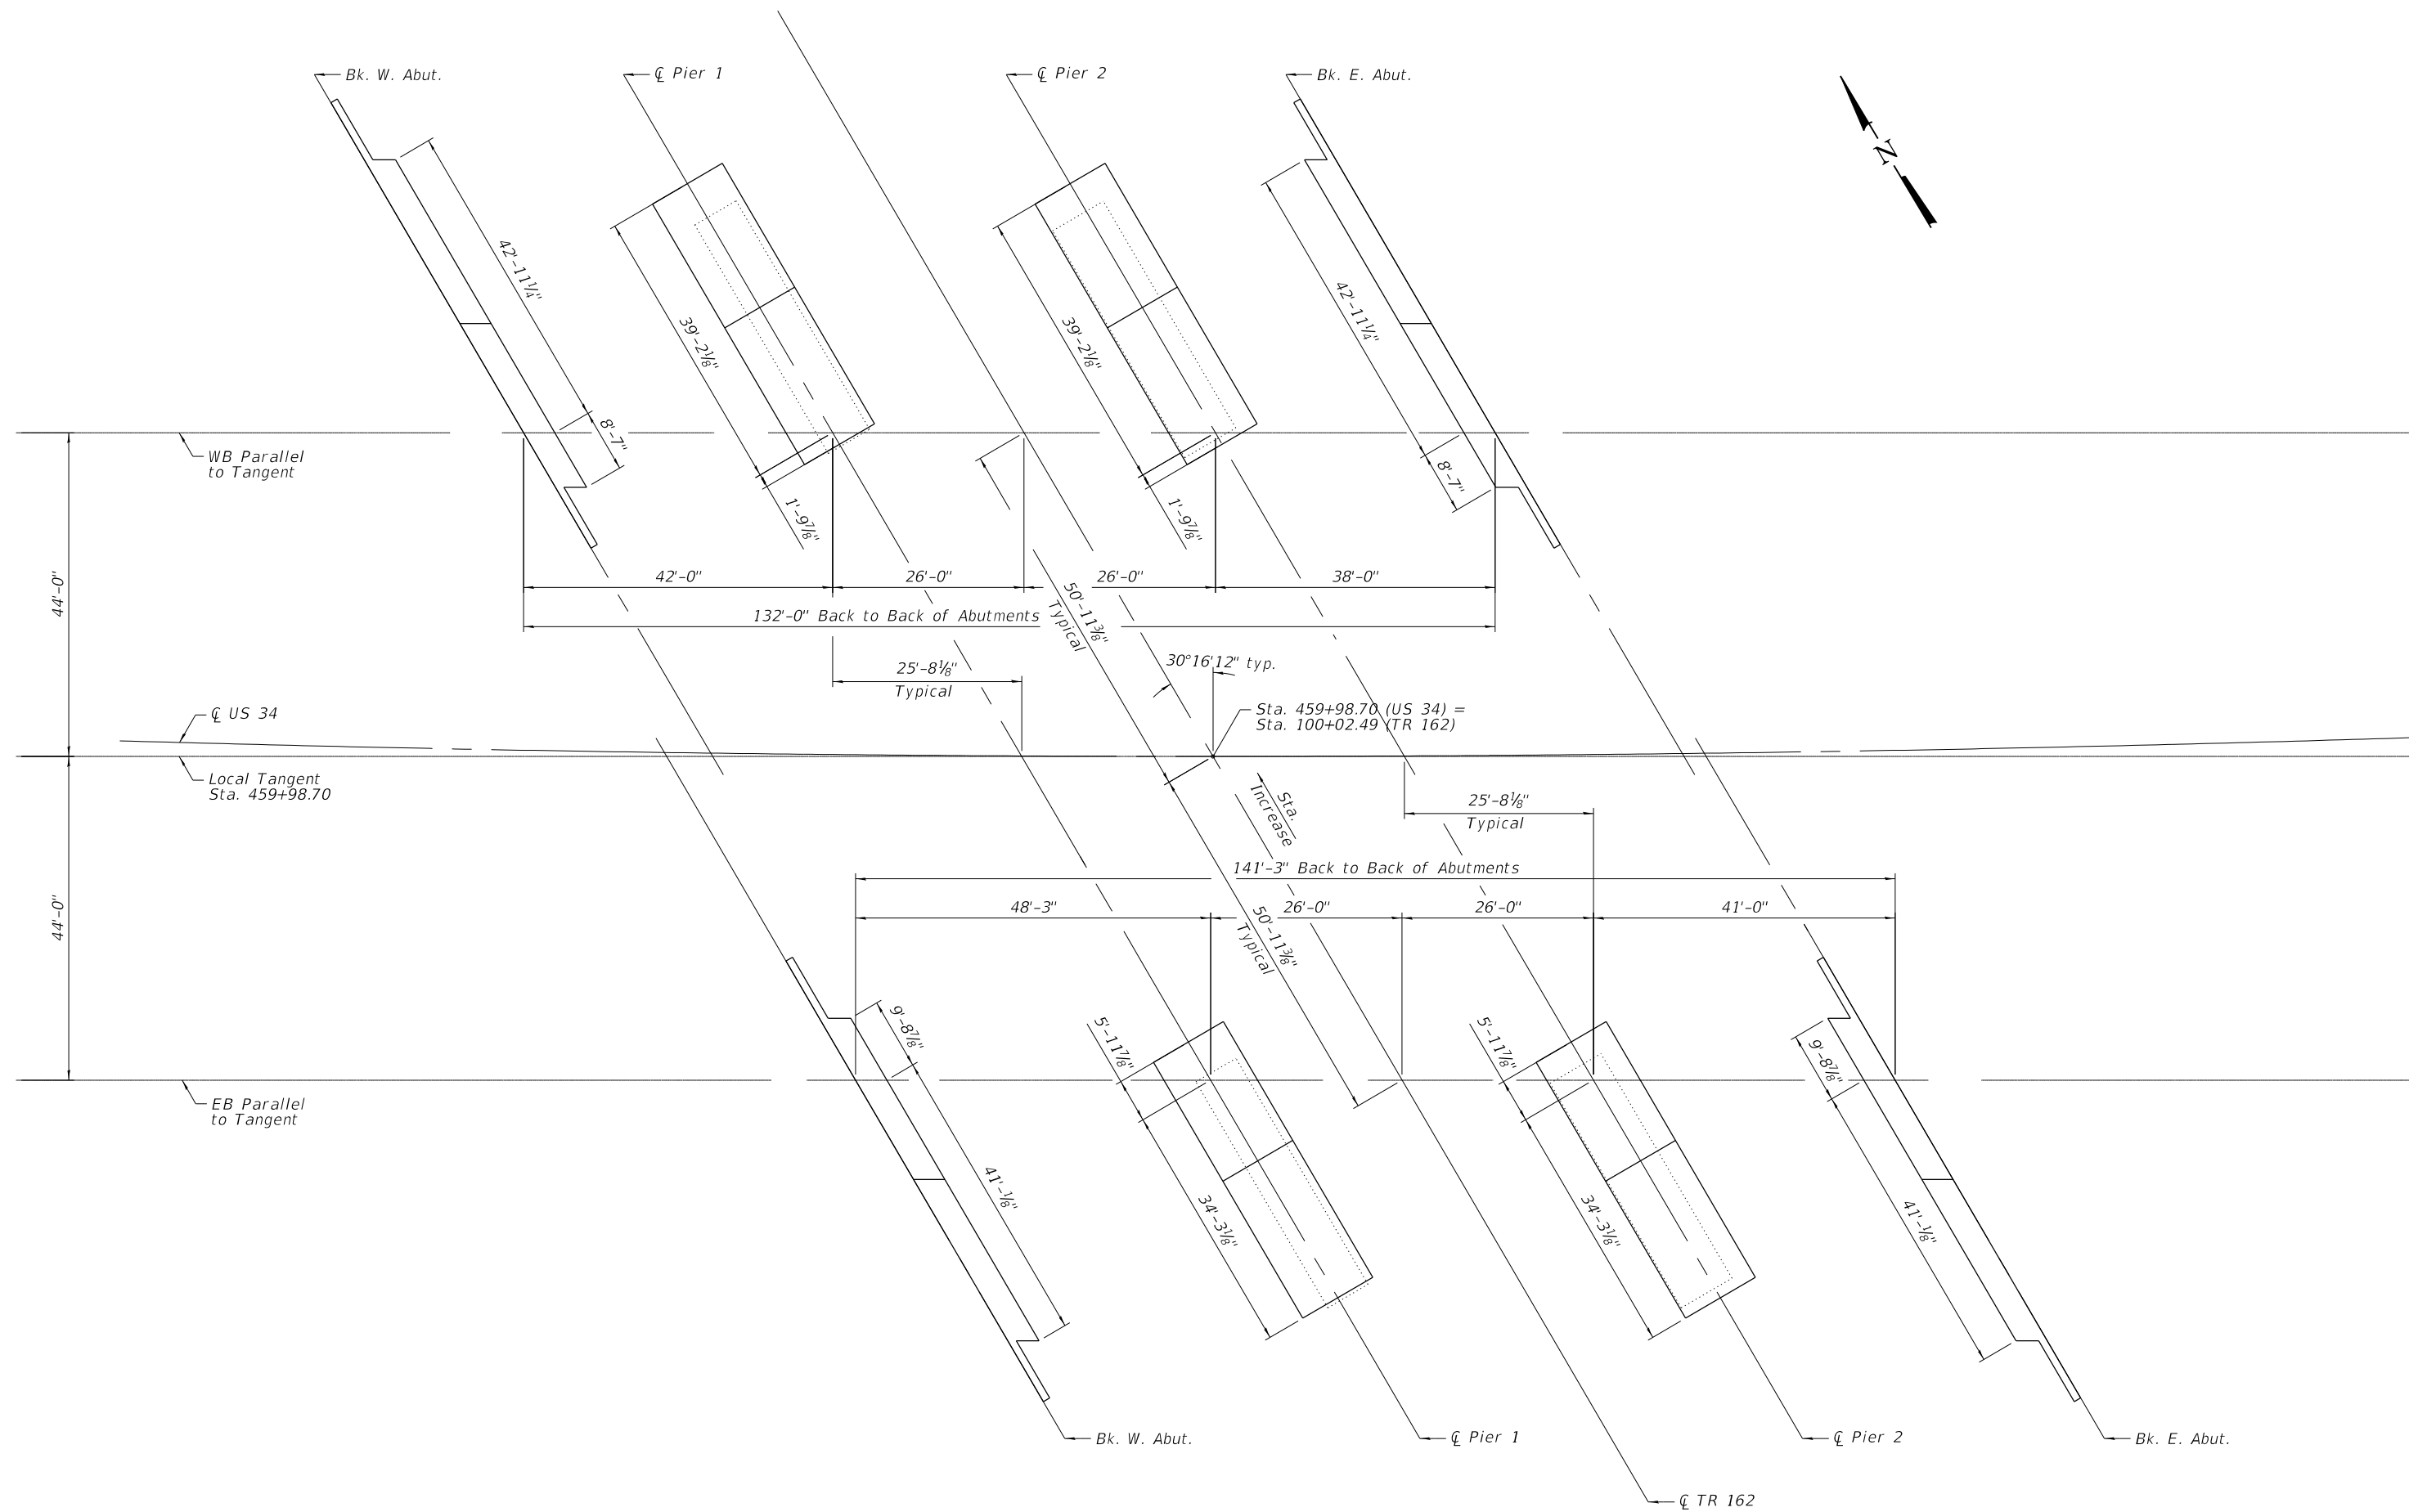 Bk. W. Abut.
℄ Pier 1
℄ Pier 2
Bk. E. Abut.
N
42'-11¼"
8'-7"
39'-2⅛"
1'-9⅞"
39'-2⅛"
1'-9⅞"
42'-11¼"
8'-7"
WB Parallel
to Tangent
44'-0"
42'-0"
26'-0"
26'-0"
38'-0"
132'-0" Back to Back of Abutments
50'-11⅜"
Typical
25'-8⅛"
Typical
30°16'12" typ.
℄ US 34
Sta. 459+98.70 (US 34) =
Sta. 100+02.49 (TR 162)
Local Tangent
Sta. 459+98.70
Sta.
Increase
25'-8⅛"
Typical
141'-3" Back to Back of Abutments
44'-0"
48'-3"
26'-0"
26'-0"
41'-0"
50'-11⅜"
Typical
9'-8⅞"
5'-11⅞"
5'-11⅞"
9'-8⅞"
EB Parallel
to Tangent
41'-⅛"
34'-3⅛"
34'-3⅛"
41'-⅛"
Bk. W. Abut.
℄ Pier 1
℄ Pier 2
Bk. E. Abut.
℄ TR 162